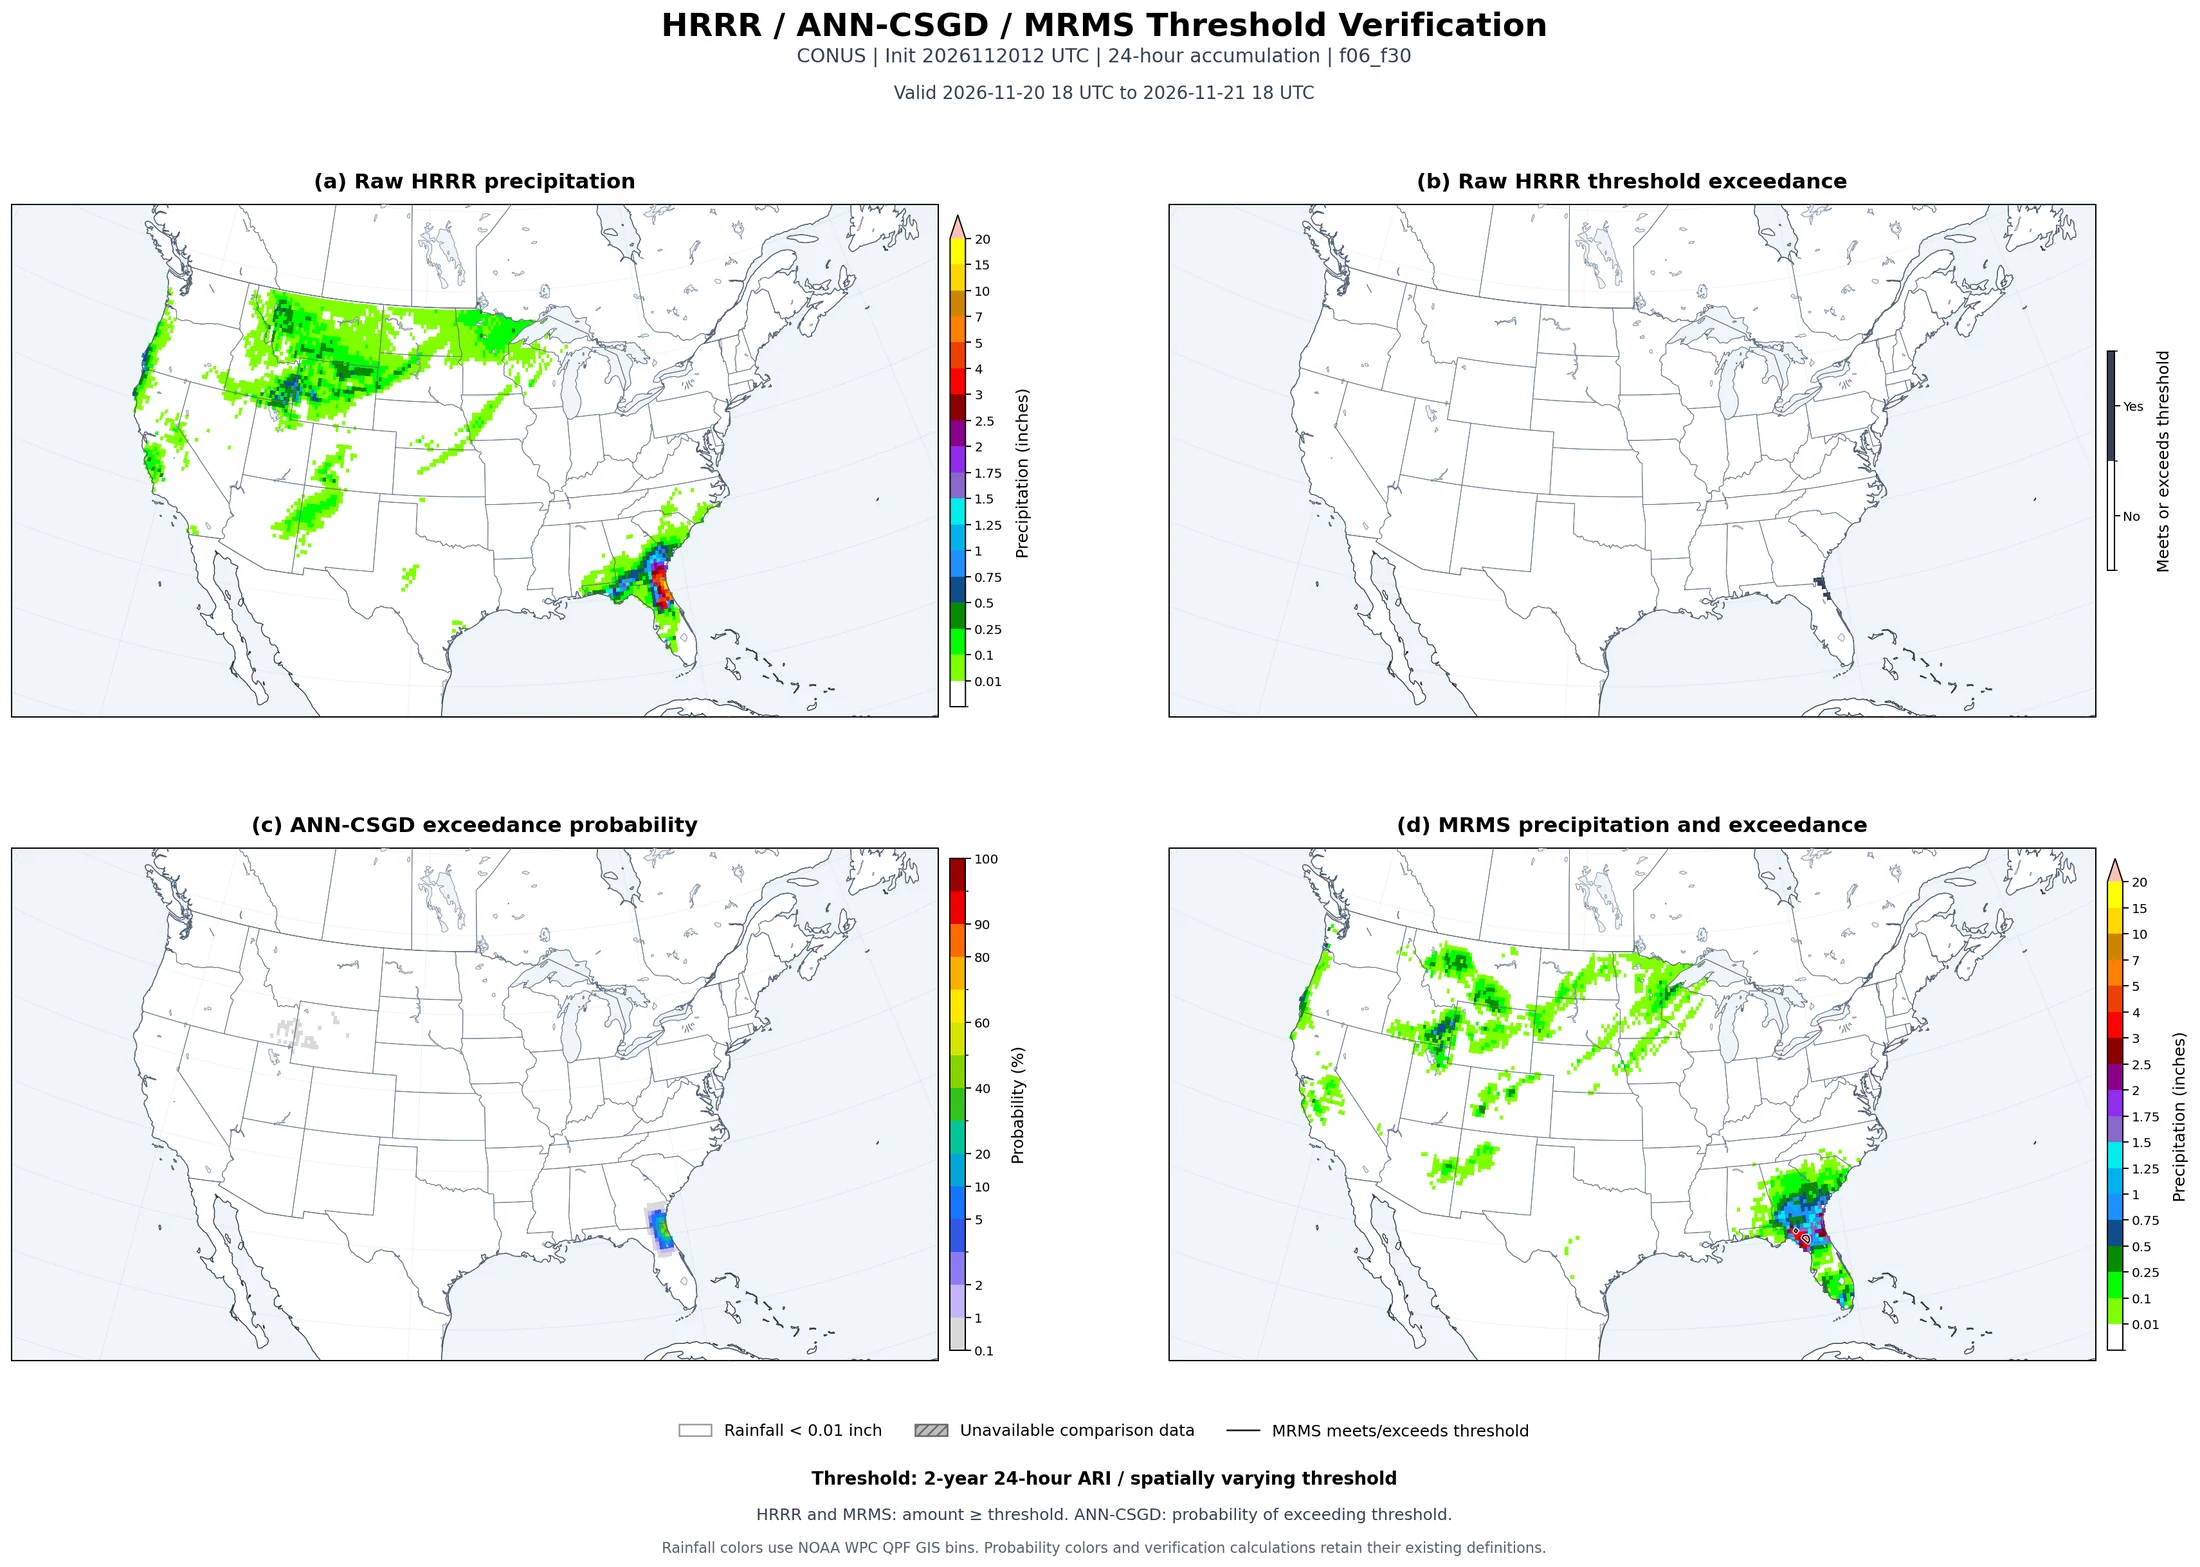 HRRR / ANN-CSGD / MRMS Threshold Verification
CONUS | Init 2026112012 UTC | 24-hour accumulation | f06_f30
Valid 2026-11-20 18 UTC to 2026-11-21 18 UTC
(a) Raw HRRR precipitation
20
15
10
7
5
4
3
2.5
2
1.75
1.5
1.25
1
0.75
0.5
0.25
0.1
0.01
Precipitation (inches)
(b) Raw HRRR threshold exceedance
Yes
No
Meets or exceeds threshold
(c) ANN-CSGD exceedance probability
100
90
80
60
40
20
10
5
2
1
0.1
Probability (%)
(d) MRMS precipitation and exceedance
20
15
10
7
5
4
3
2.5
2
1.75
1.5
1.25
1
0.75
0.5
0.25
0.1
0.01
Precipitation (inches)
Rainfall < 0.01 inch
Unavailable comparison data
MRMS meets/exceeds threshold
Threshold: 2-year 24-hour ARI / spatially varying threshold
HRRR and MRMS: amount ≥ threshold. ANN-CSGD: probability of exceeding threshold.
Rainfall colors use NOAA WPC QPF GIS bins. Probability colors and verification calculations retain their existing definitions.